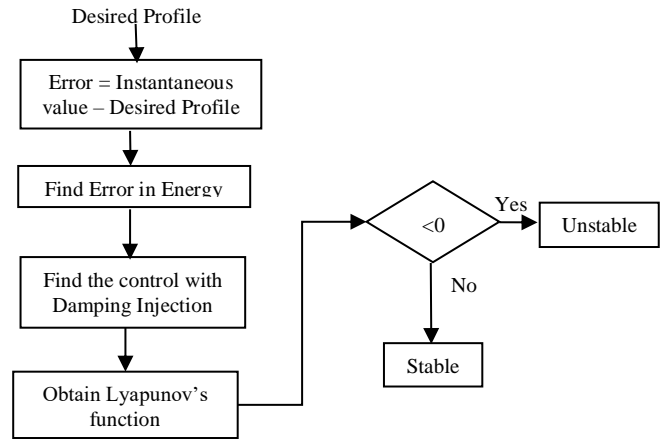 Desired Profile
Error = Instantaneous
value – Desired Profile
Find Error in Energy
Find the control with
Damping Injection
Obtain Lyapunov's
function
<0
Yes
Unstable
No
Stable